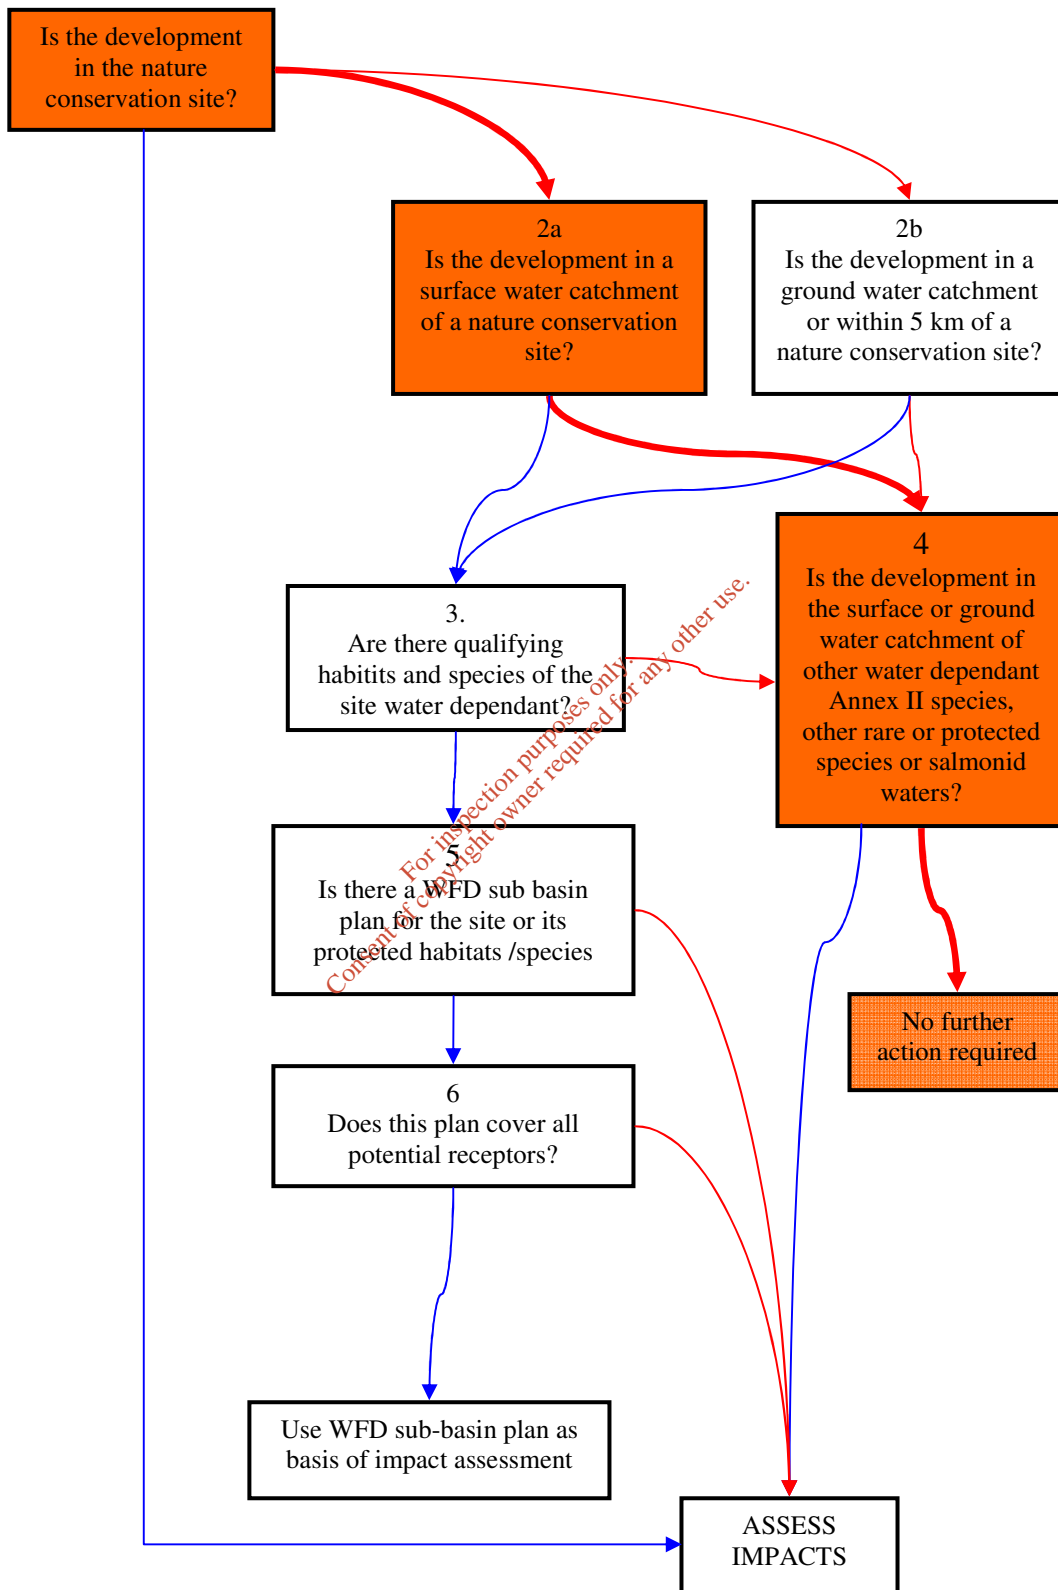 Is the development
in the nature
conservation site?
2a
Is the development in a
surface water catchment
of a nature conservation
site?
2b
Is the development in a
ground water catchment
or within 5 km of a
nature conservation site?
4
Is the development in
the surface or ground
water catchment of
other water dependant
Annex II species,
other rare or protected
species or salmonid
waters?
3.
Are there qualifying
habitits and species of the
site water dependant?
For inspection purposes only.
Consent of copyright owner required for any other use.
5
Is there a WFD sub basin
plan for the site or its
protected habitats /species
No further
action required
6
Does this plan cover all
potential receptors?
Use WFD sub-basin plan as
basis of impact assessment
ASSESS
IMPACTS